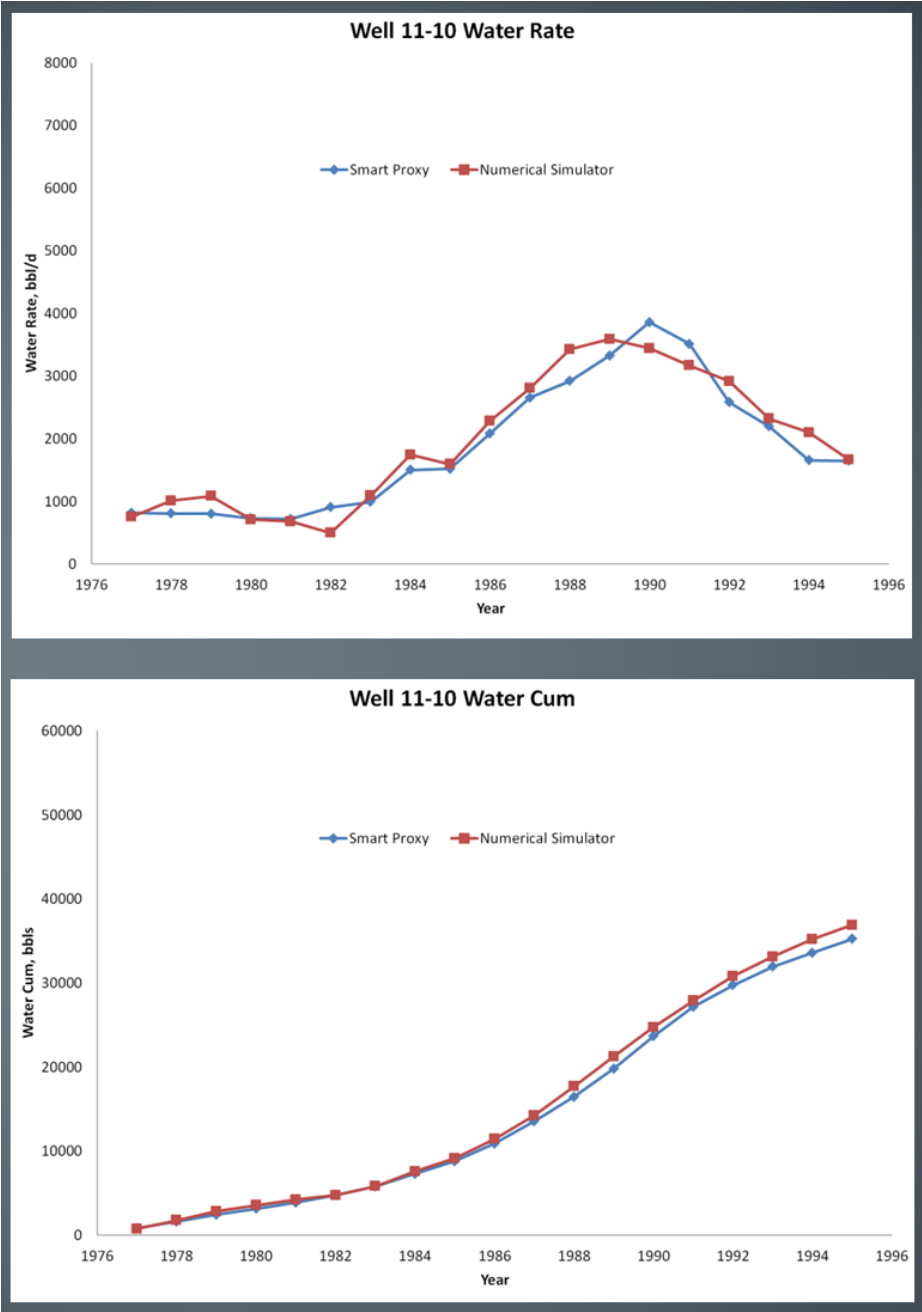 Well 11-10 Water Rate
8000
7000
Smart Proxy Numerical Simulator
6000
5000
Water Rate, bbl/d
4000
3000
2000
1000
0
1976 1978 1980 1982 1984 1986 1988 1990 1992 1994 1996
Year
Well 11-10 Water Cum
60000
50000
Smart Proxy Numerical Simulator
40000
Water Cum, bbls
30000
20000
10000
0
1976 1978 1980 1982 1984 1986 1988 1990 1992 1994 1996
Year